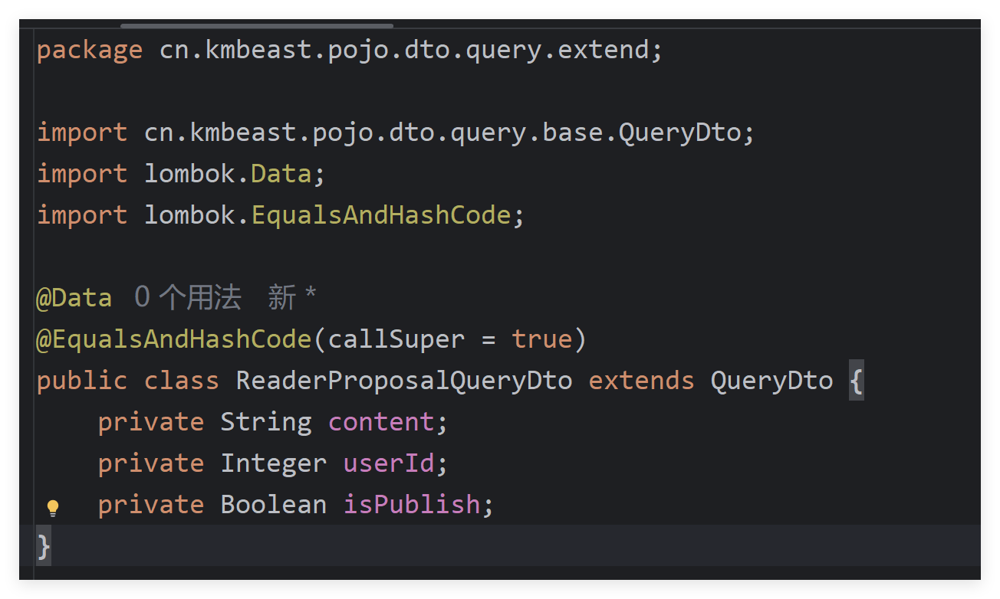 package cn.kmbeast.pojo.dto.query.extend;
import cn.kmbeast.pojo.dto.query.base.QueryDto;
import lombok.Data;
import lombok.EqualsAndHashCode;
@Data 0 个用法 新 *
@EqualsAndHashCode(callSuper = true)
public class ReaderProposalQueryDto extends QueryDto {
    private String content;
    private Integer userId;
    private Boolean isPublish;
}